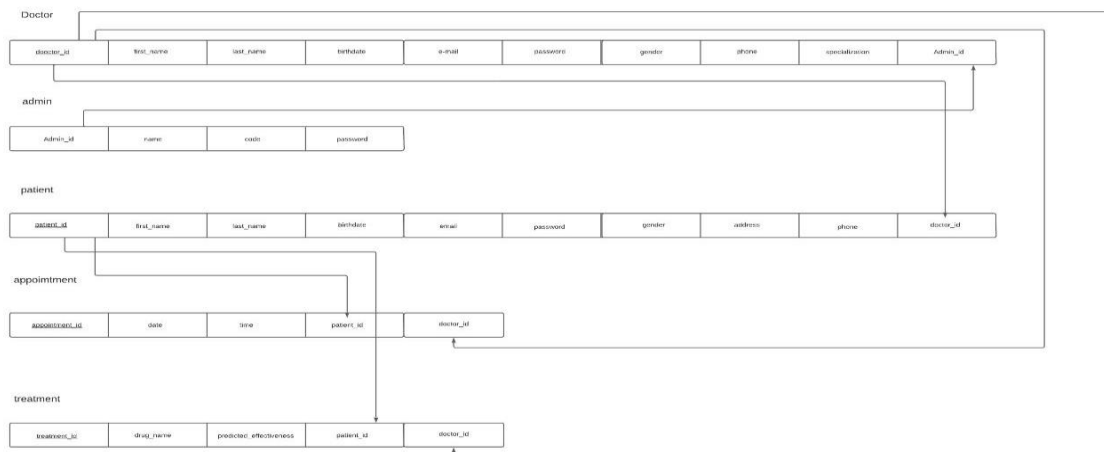 Doctor
docctor_id first_name last_name birthdate e-mail password gender phone specialization Admin_id
admin
Admin_id name code password
patient
patient_id first_name last_name birthdate email password gender address phone doctor_id
appoimtment
appointment_id date time patient_id doctor_id
treatment
treatment_id drug_name predicted_effectiveness patient_id doctor_id